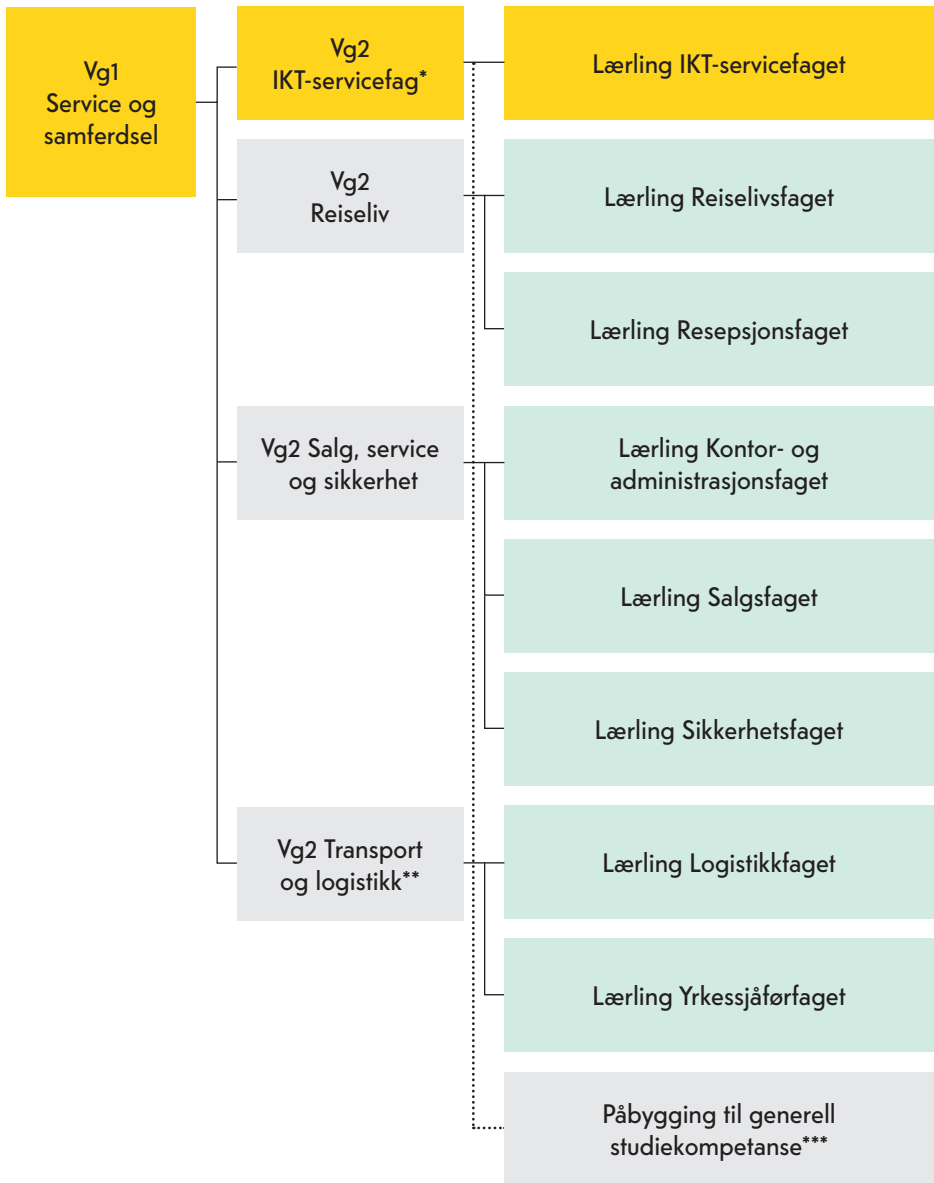 Vg1
Service og
samferdsel
Vg2
IKT-servicefag*
Lærling IKT-servicefaget
Vg2
Reiseliv
Lærling Reiselivsfaget
Lærling Resepsjonsfaget
Vg2 Salg, service
og sikkerhet
Lærling Kontor- og
administrasjonsfaget
Lærling Salgsfaget
Lærling Sikkerhetsfaget
Vg2 Transport
og logistikk**
Lærling Logistikkfaget
Lærling Yrkessjåførfaget
Påbygging til generell
studiekompetanse***